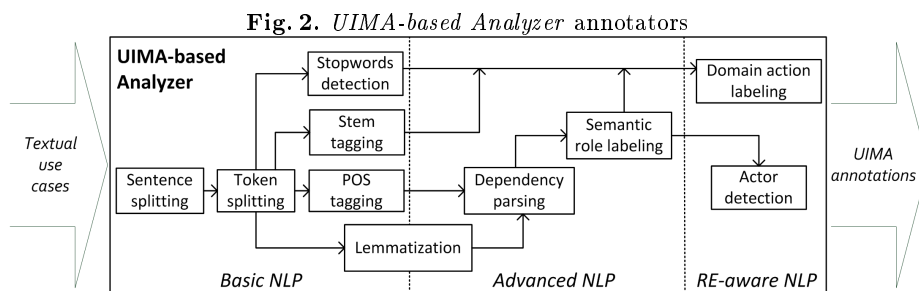 Fig. 2. UIMA-based Analyzer annotators
UIMA-based
Analyzer
Textual
use
cases
Sentence
splitting
Token
splitting
Stopwords
detection
Stem
tagging
POS
tagging
Lemmatization
Dependency
parsing
Semantic
role labeling
Domain action
labeling
Actor
detection
UIMA
annotations
Basic NLP
Advanced NLP
RE-aware NLP